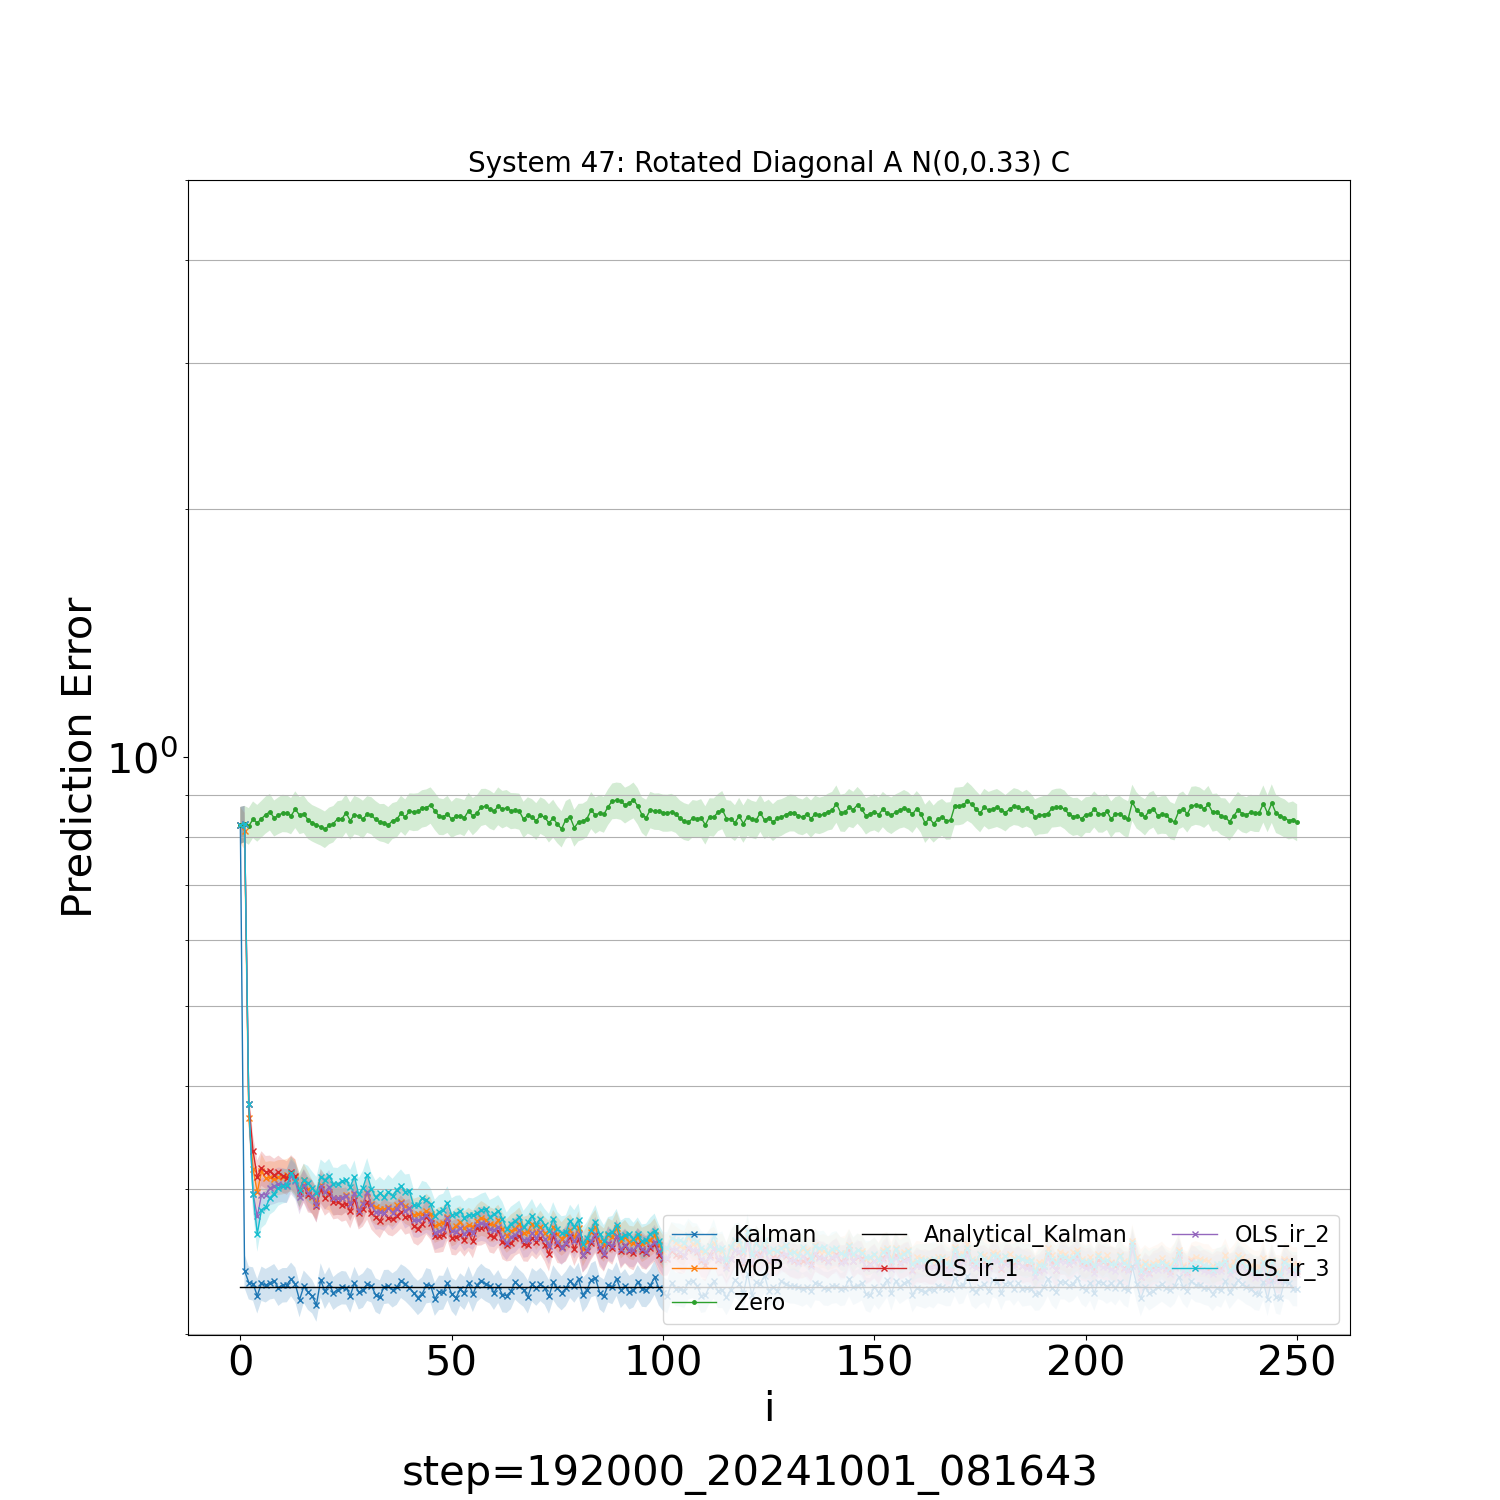 System 47: Rotated Diagonal A N(0,0.33) C
Prediction Error
10⁰
Kalman
MOP
Zero
Analytical_Kalman
OLS_ir_1
OLS_ir_2
OLS_ir_3
0 50 100 150 200 250
i
step=192000_20241001_081643